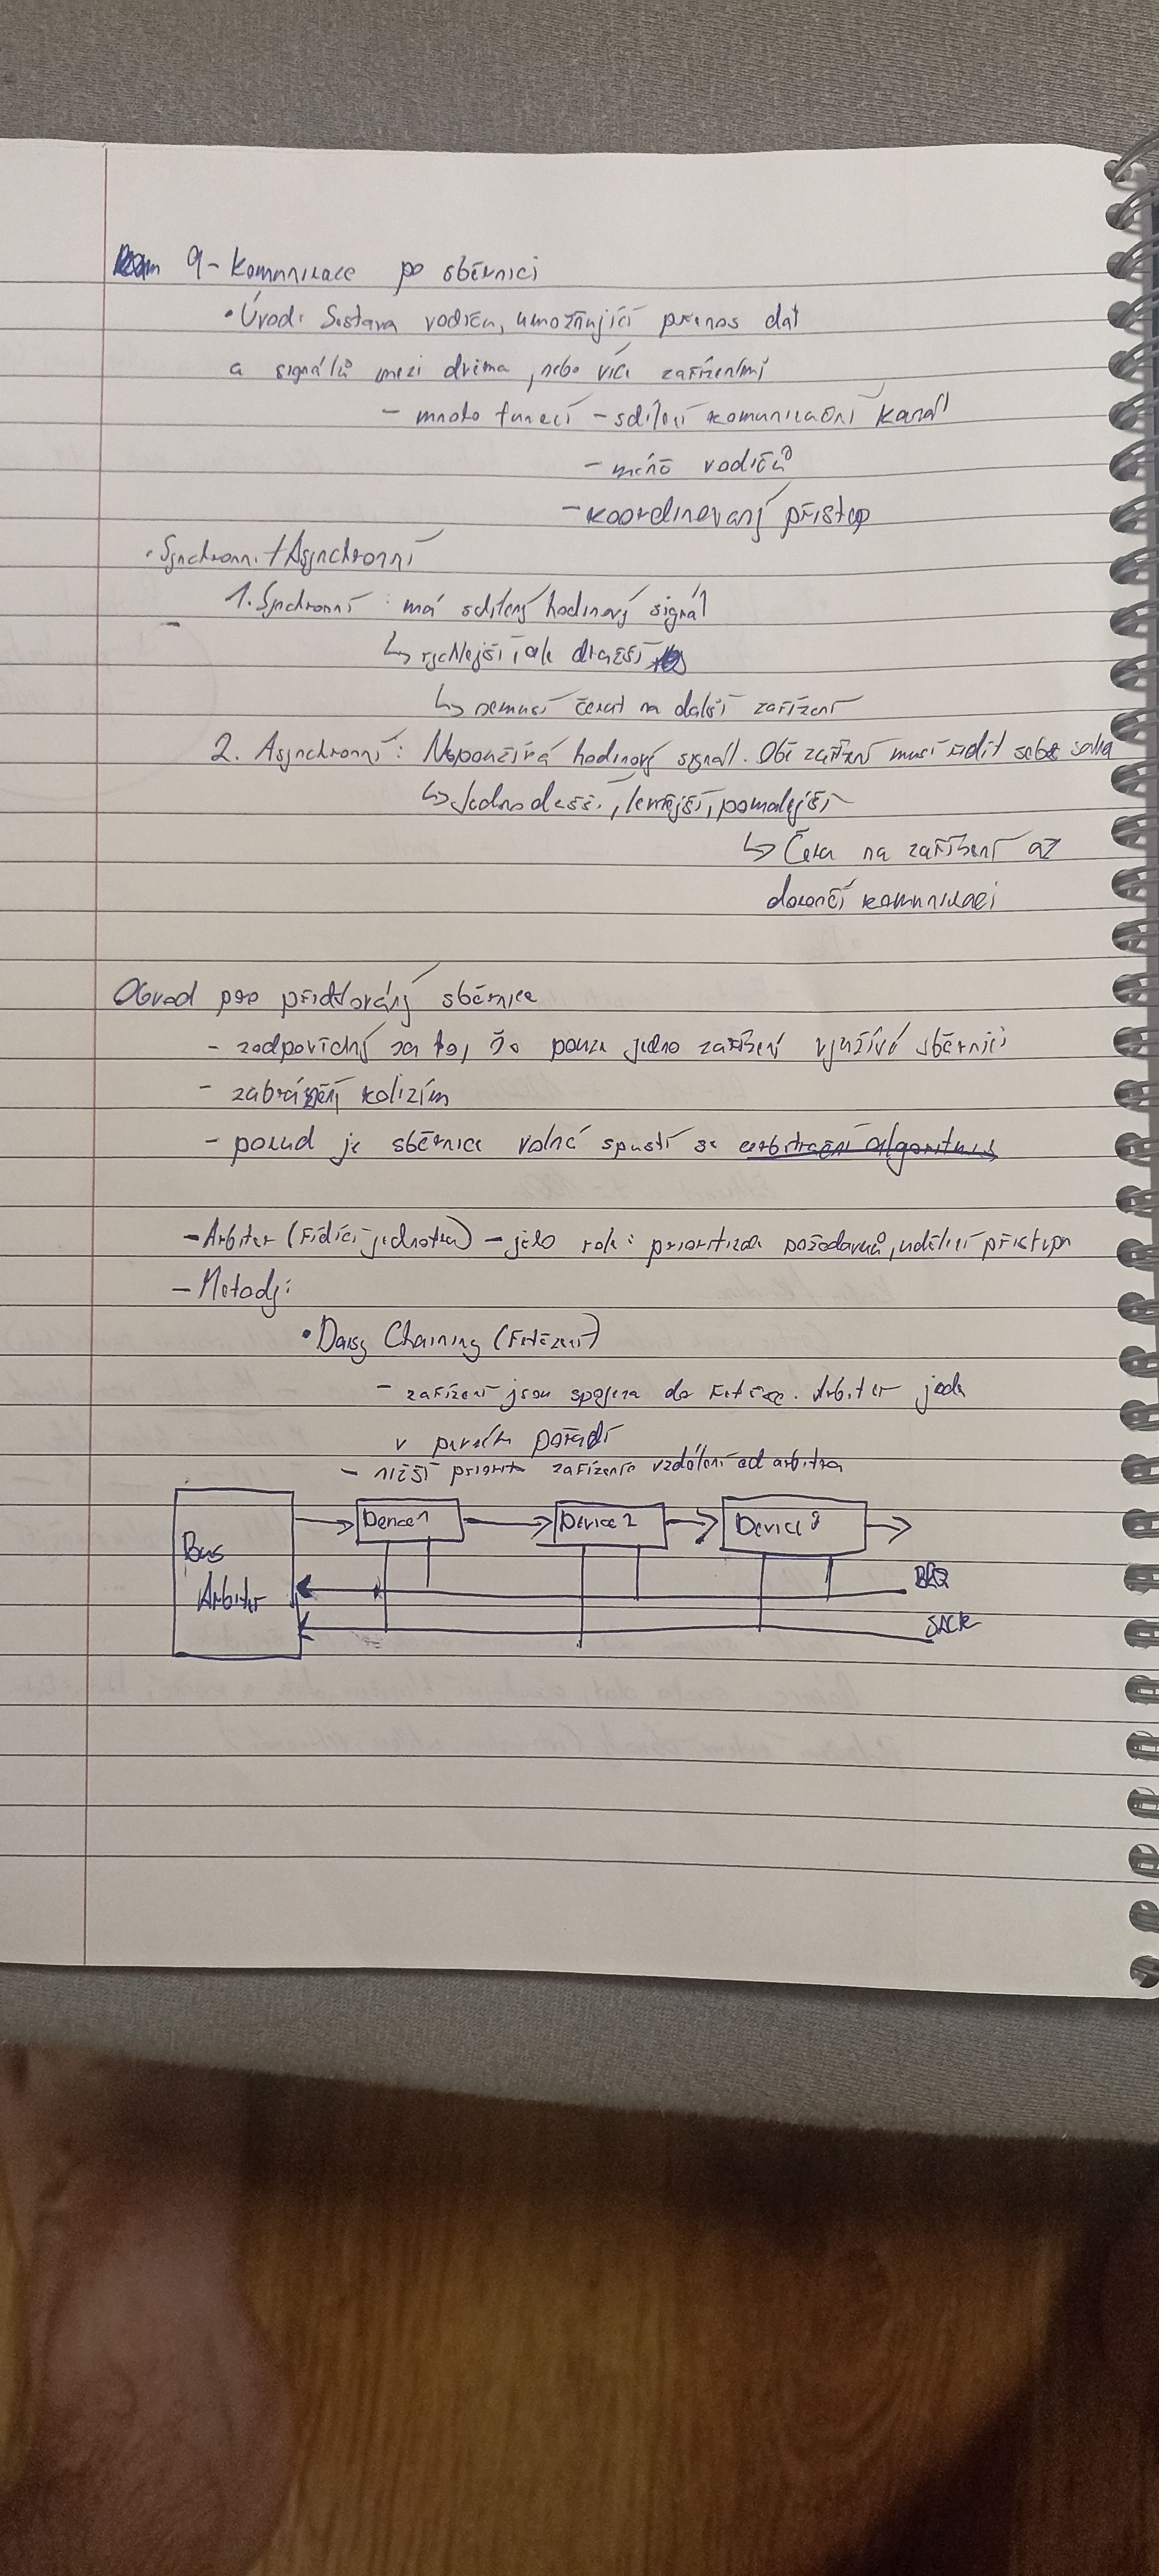 9 - Komunikace po sběrnici
• Úvod: Sestava vodičů, umožňující přenos dat
a signálů mezi dvěma, nebo více zařízeními
- mnoho funkcí - sdílení komunikační kanál
- méně vodičů
- koordinovaný přístup
• Synchronní / Asynchronní
1. Synchronní: má sdílený hodinový signál
↳ rychlejší, ale dražší
↳ nemusí čekat na další zařízení
2. Asynchronní: Nepoužívá hodinový signál. Obě zařízení musí řídit sebe sama
↳ Jednodušší, levnější, pomalejší
↳ Čeká na zařízení až
dokončí komunikaci
Obvod pro přidělování sběrnice
- zodpovědný za to, že pouze jedno zařízení využívá sběrnici
- zabránění kolizím
- pokud je sběrnice volná spustí se arbitrační algoritmus
- Arbiter (řídící jednotka) - jeho role: prioritizace požadavků, udělení přístupu
- Metody:
• Daisy Chaining (řetězení)
- zařízení jsou spojena do řetězce. Arbiter jede
v pevném pořadí
- nižší priorita zařízení vzdálení od arbitra
Device 1 Device 2 Device 3
Bus
Arbiter
BRQ
SACK